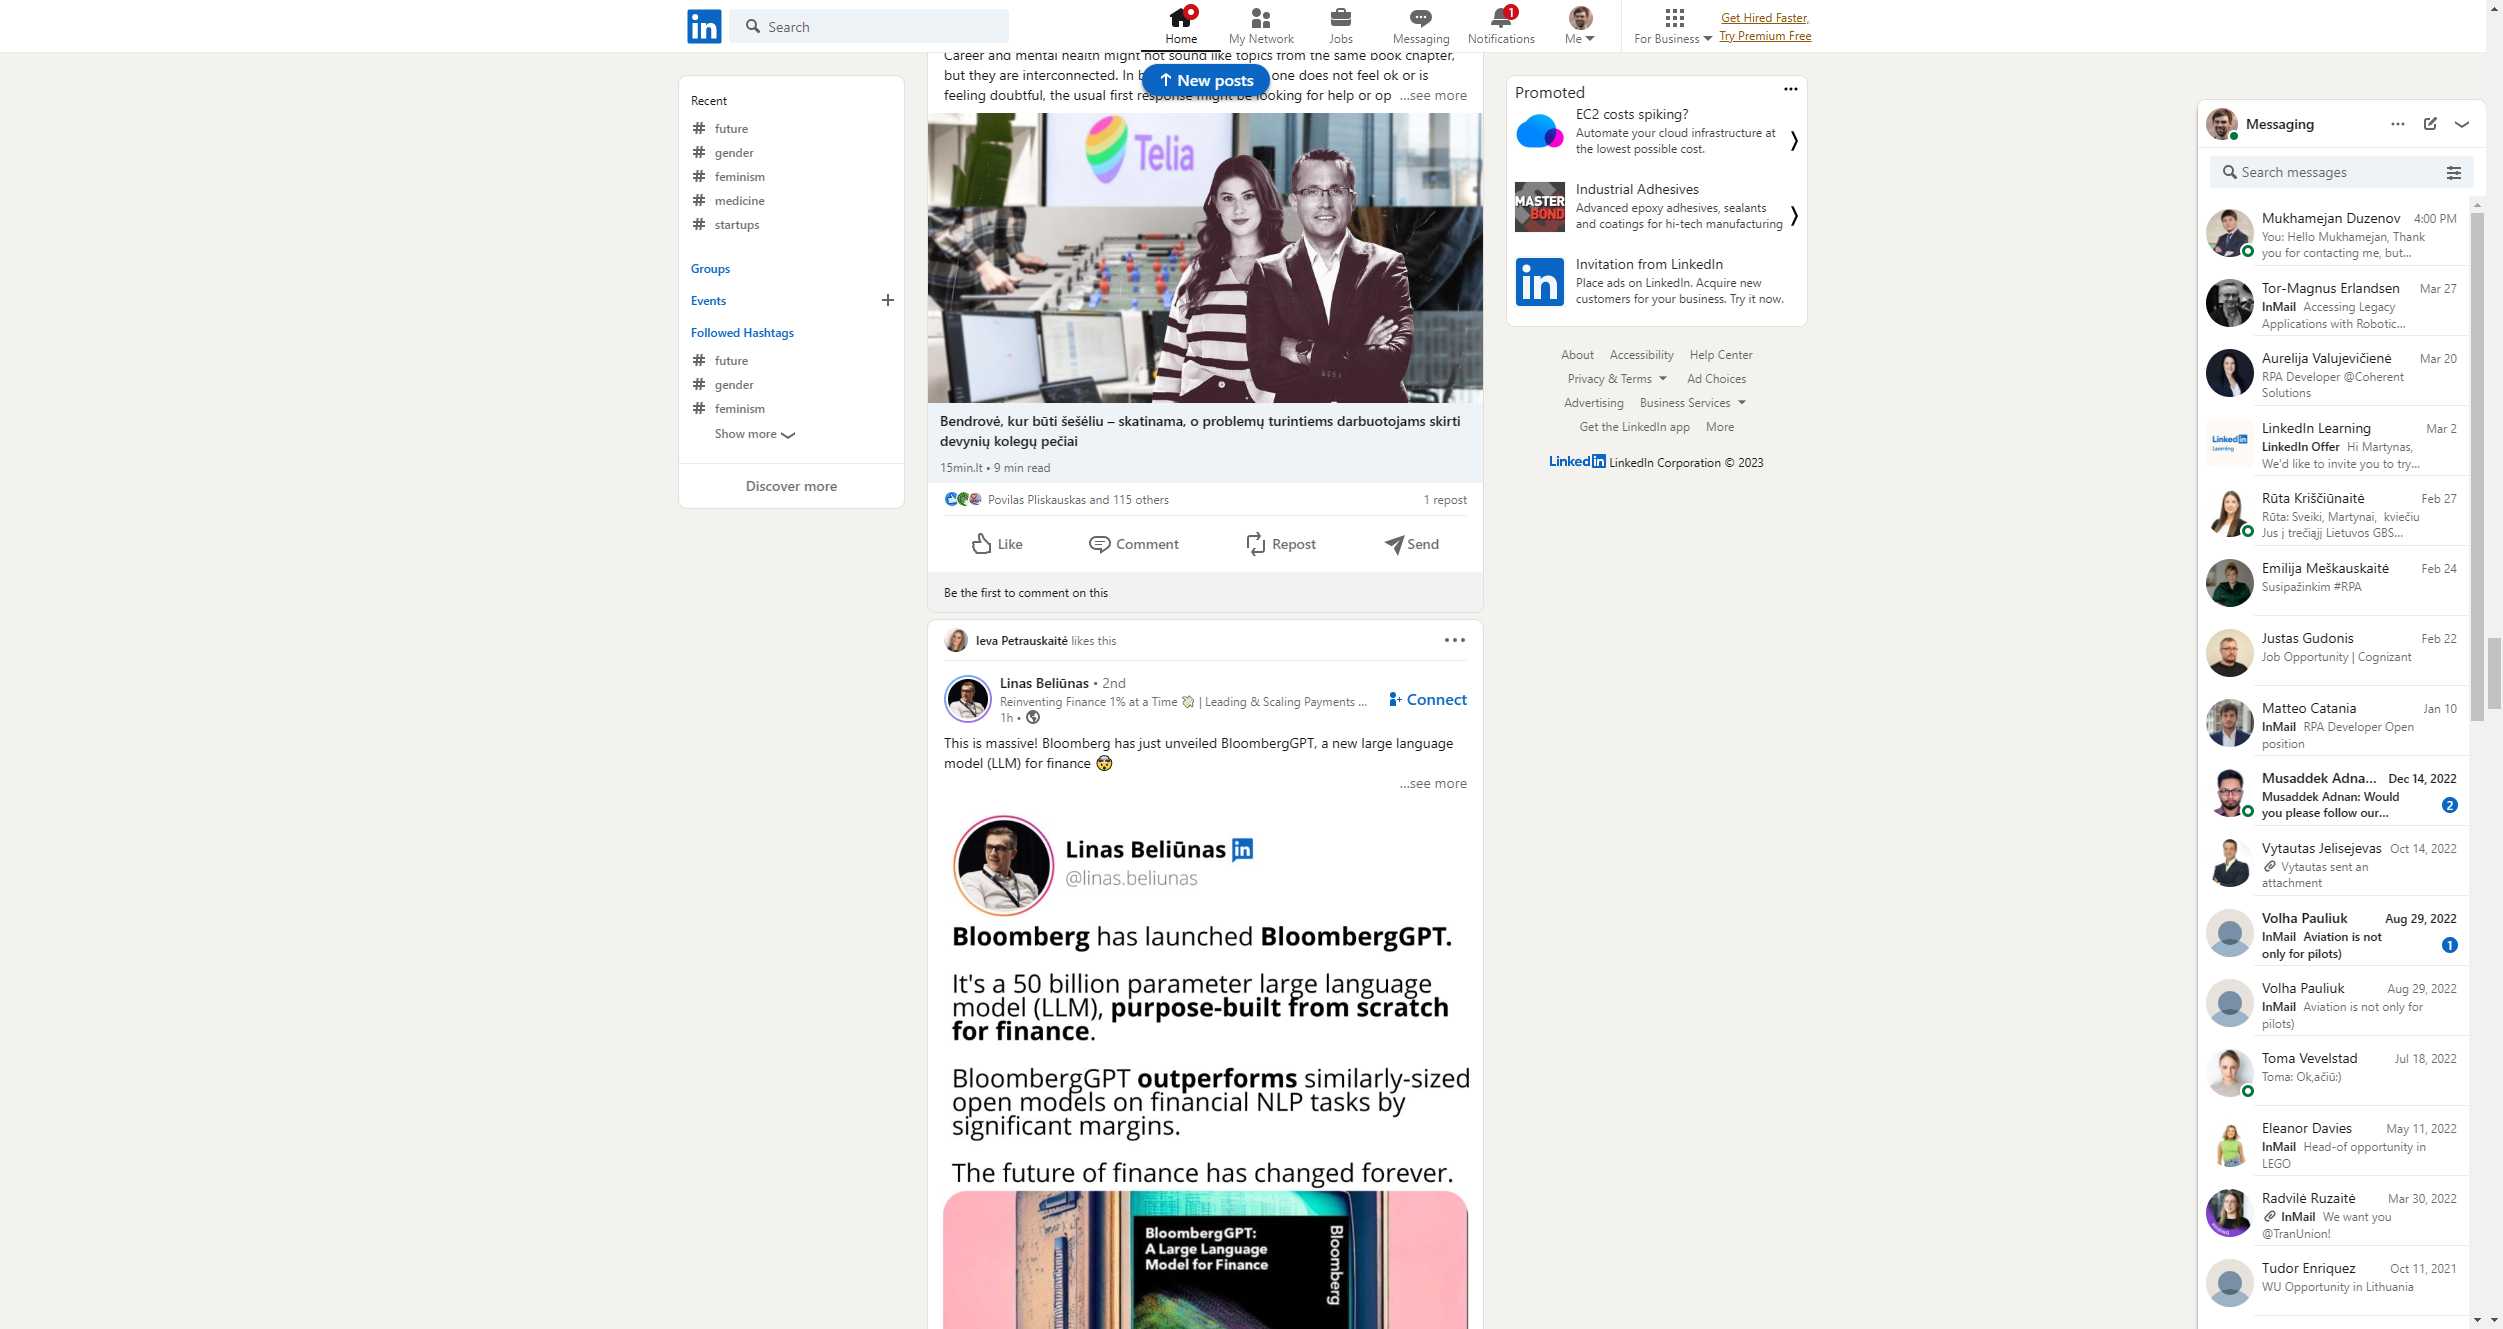 Search
Home
My Network
Jobs
Messaging
1
Notifications
Me
For Business
Get Hired Faster,
Try Premium Free
Recent
# future
# gender
# feminism
# medicine
# startups
Groups
Events
Followed Hashtags
# future
# gender
# feminism
Show more
Discover more
Career and mental health might not sound like topics from the same book chapter,
but they are interconnected. In
one does not feel ok or is
feeling doubtful, the usual first response might be looking for help or op ...see more
↑ New posts
Telia
Bendrovė, kur būti šešėliu – skatinama, o problemų turintiems darbuotojams skirti
devynių kolegų pečiai
15min.lt • 9 min read
Povilas Pliskauskas and 115 others
1 repost
Like
Comment
Repost
Send
Be the first to comment on this
Ieva Petrauskaitė likes this
Linas Beliūnas • 2nd
Reinventing Finance 1% at a Time | Leading & Scaling Payments ...
1h •
Connect
This is massive! Bloomberg has just unveiled BloombergGPT, a new large language
model (LLM) for finance
...see more
Linas Beliūnas in
@linas.beliunas
Bloomberg has launched BloombergGPT.
It's a 50 billion parameter large language
model (LLM), purpose-built from scratch
for finance.
BloombergGPT outperforms similarly-sized
open models on financial NLP tasks by
significant margins.
The future of finance has changed forever.
BloombergGPT:
A Large Language
Model for Finance
Bloomberg
Promoted
EC2 costs spiking?
Automate your cloud infrastructure at
the lowest possible cost.
MASTER
BOND
Industrial Adhesives
Advanced epoxy adhesives, sealants
and coatings for hi-tech manufacturing
in
Invitation from LinkedIn
Place ads on LinkedIn. Acquire new
customers for your business. Try it now.
About Accessibility Help Center
Privacy & Terms Ad Choices
Advertising Business Services
Get the LinkedIn app More
LinkedIn LinkedIn Corporation © 2023
Messaging
Search messages
Mukhamejan Duzenov 4:00 PM
You: Hello Mukhamejan, Thank
you for contacting me, but...
Tor-Magnus Erlandsen Mar 27
InMail Accessing Legacy
Applications with Robotic...
Aurelija Valujevičienė Mar 20
RPA Developer @Coherent
Solutions
LinkedIn
Learning
LinkedIn Learning Mar 2
LinkedIn Offer Hi Martynas,
We'd like to invite you to try...
Rūta Kriščiūnaitė Feb 27
Rūta: Sveiki, Martynai, kviečiu
Jus į trečiąjį Lietuvos GBS...
Emilija Meškauskaitė Feb 24
Susipažinkim #RPA
Justas Gudonis Feb 22
Job Opportunity | Cognizant
Matteo Catania Jan 10
InMail RPA Developer Open
position
Musaddek Adna... Dec 14, 2022
Musaddek Adnan: Would
you please follow our...
2
Vytautas Jelisejevas Oct 14, 2022
Vytautas sent an
attachment
Volha Pauliuk Aug 29, 2022
InMail Aviation is not
only for pilots)
1
Volha Pauliuk Aug 29, 2022
InMail Aviation is not only for
pilots)
Toma Vevelstad Jul 18, 2022
Toma: Ok,ačiū:)
Eleanor Davies May 11, 2022
InMail Head-of opportunity in
LEGO
Radvilė Ruzaitė Mar 30, 2022
InMail We want you
@TranUnion!
Tudor Enriquez Oct 11, 2021
WU Opportunity in Lithuania